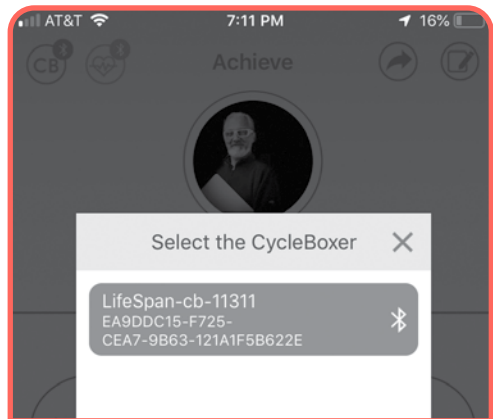 AT&T 7:11 PM 16%
CB Achieve
Select the CycleBoxer
LifeSpan-cb-11311
EA9DDC15-F725-
CEA7-9B63-121A1F5B622E